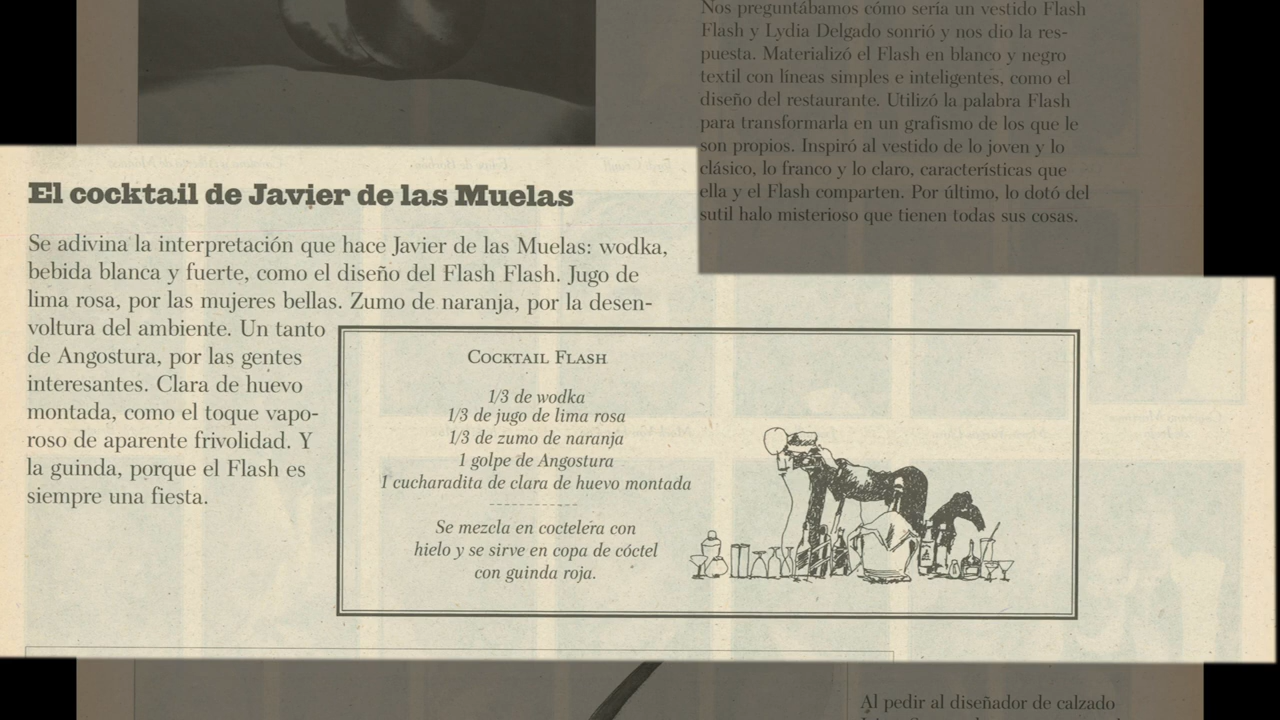 Nos preguntábamos cómo sería un vestido Flash
Flash y Lydia Delgado sonrió y nos dio la res-
puesta. Materializó el Flash en blanco y negro
textil con líneas simples e inteligentes, como el
diseño del restaurante. Utilizó la palabra Flash
para transformarla en un grafismo de los que le
son propios. Inspiró al vestido de lo joven y lo
clásico, lo franco y lo claro, características que
ella y el Flash comparten. Por último, lo dotó del
sutil halo misterioso que tienen todas sus cosas.
El cocktail de Javier de las Muelas
Se adivina la interpretación que hace Javier de las Muelas: wodka,
bebida blanca y fuerte, como el diseño del Flash Flash. Jugo de
lima rosa, por las mujeres bellas. Zumo de naranja, por la desen-
voltura del ambiente. Un tanto
de Angostura, por las gentes
interesantes. Clara de huevo
montada, como el toque vapo-
roso de aparente frivolidad. Y
la guinda, porque el Flash es
siempre una fiesta.
Cocktail Flash
1/3 de wodka
1/3 de jugo de lima rosa
1/3 de zumo de naranja
1 golpe de Angostura
1 cucharadita de clara de huevo montada
Se mezcla en coctelera con
hielo y se sirve en copa de cóctel
con guinda roja.
Al pedir al diseñador de calzado